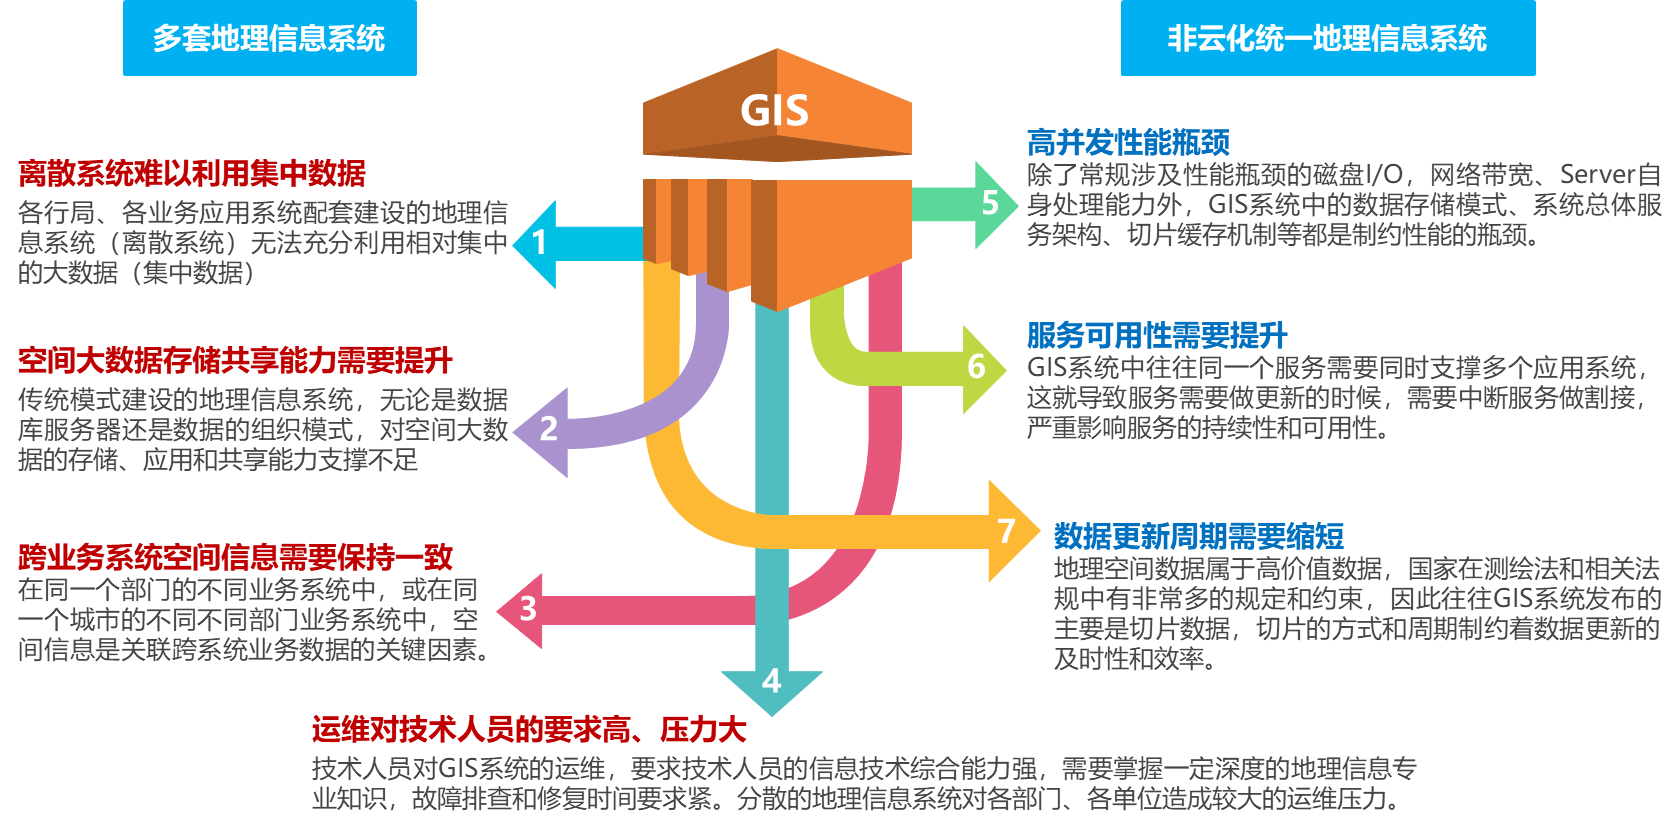 多套地理信息系统
非云化统一地理信息系统
GIS
离散系统难以利用集中数据
各行局、各业务应用系统配套建设的地理信
息系统（离散系统）无法充分利用相对集中
的大数据（集中数据）
1
空间大数据存储共享能力需要提升
传统模式建设的地理信息系统，无论是数据
库服务器还是数据的组织模式，对空间大数
据的存储、应用和共享能力支撑不足
2
跨业务系统空间信息需要保持一致
在同一个部门的不同业务系统中，或在同
一个城市的不同不同部门业务系统中，空
间信息是关联跨系统业务数据的关键因素。
3
4
运维对技术人员的要求高、压力大
技术人员对GIS系统的运维，要求技术人员的信息技术综合能力强，需要掌握一定深度的地理信息专
业知识，故障排查和修复时间要求紧。分散的地理信息系统对各部门、各单位造成较大的运维压力。
5
高并发性能瓶颈
除了常规涉及性能瓶颈的磁盘I/O，网络带宽、Server自
身处理能力外，GIS系统中的数据存储模式、系统总体服
务架构、切片缓存机制等都是制约性能的瓶颈。
6
服务可用性需要提升
GIS系统中往往同一个服务需要同时支撑多个应用系统，
这就导致服务需要做更新的时候，需要中断服务做割接，
严重影响服务的持续性和可用性。
7
数据更新周期需要缩短
地理空间数据属于高价值数据，国家在测绘法和相关法
规中有非常多的规定和约束，因此往往GIS系统发布的
主要是切片数据，切片的方式和周期制约着数据更新的
及时性和效率。